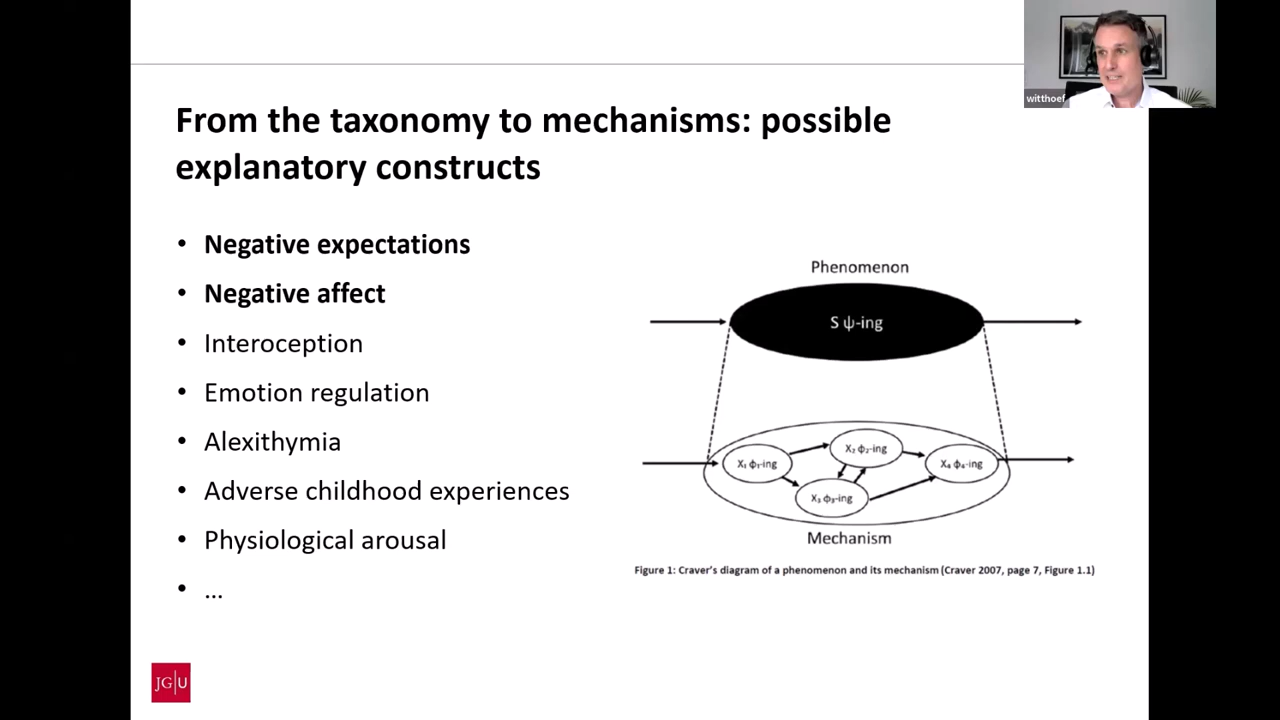 witthoef
From the taxonomy to mechanisms: possible
explanatory constructs
• Negative expectations
• Negative affect
• Interoception
• Emotion regulation
• Alexithymia
• Adverse childhood experiences
• Physiological arousal
• ...
Phenomenon
S ψ-ing
X₁ ϕ₁-ing
X₂ ϕ₂-ing
X₃ ϕ₃-ing
X₄ ϕ₄-ing
Mechanism
Figure 1: Craver's diagram of a phenomenon and its mechanism (Craver 2007, page 7, Figure 1.1)
JG|U